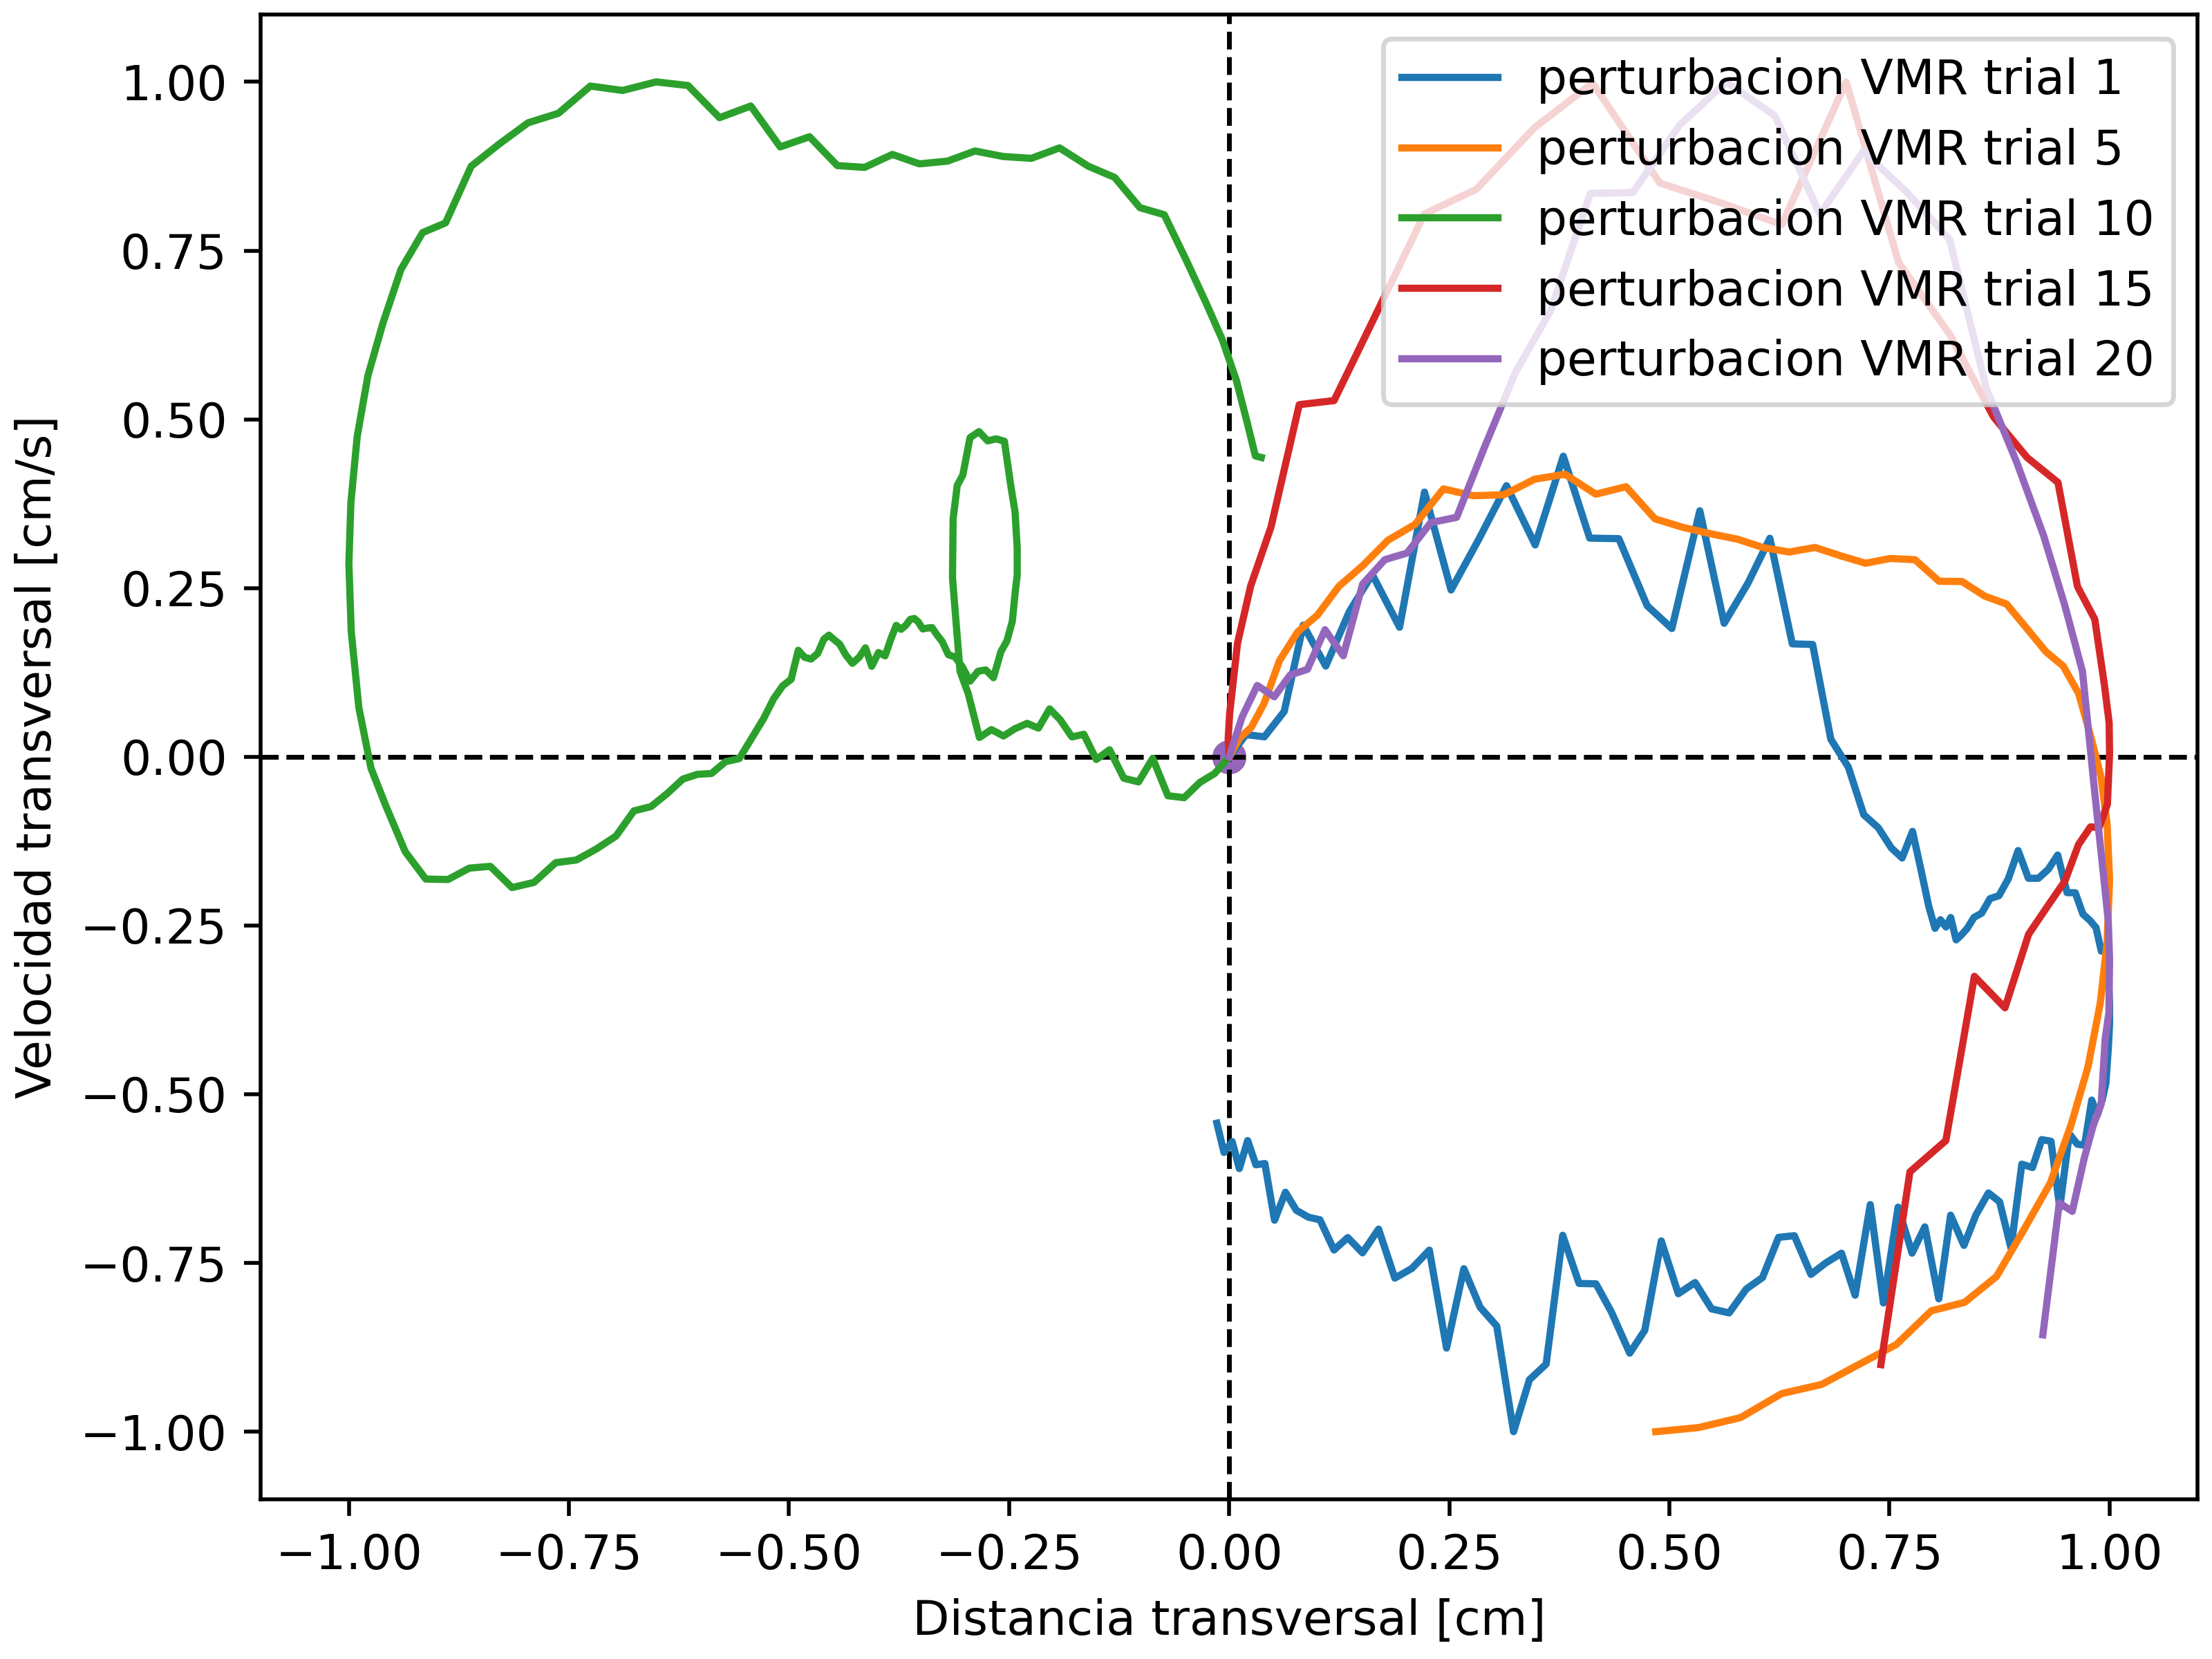 perturbacion VMR trial 1
perturbacion VMR trial 5
perturbacion VMR trial 10
perturbacion VMR trial 15
perturbacion VMR trial 20
Velocidad transversal [cm/s]
1.00
0.75
0.50
0.25
0.00
−0.25
−0.50
−0.75
−1.00
−1.00 −0.75 −0.50 −0.25 0.00 0.25 0.50 0.75 1.00
Distancia transversal [cm]